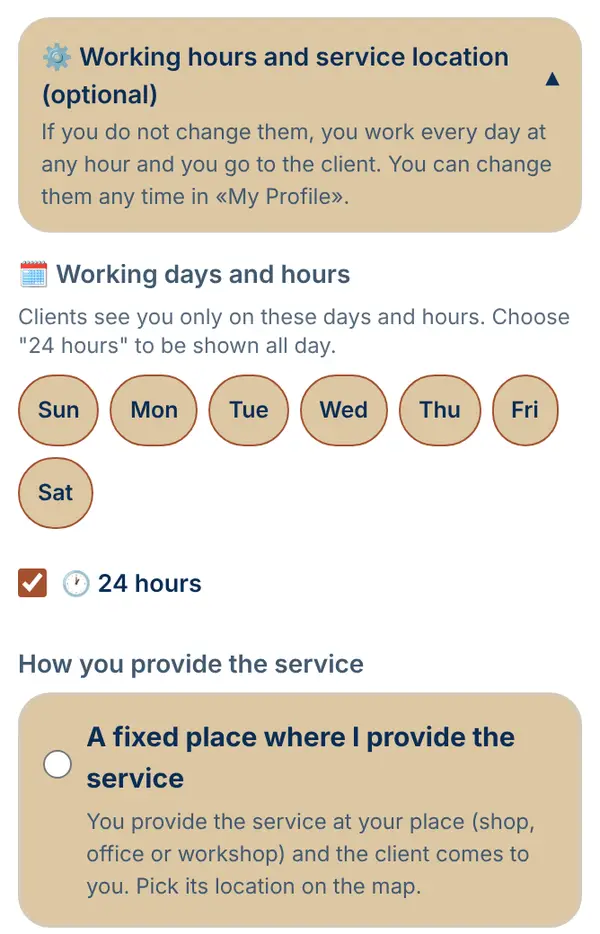 ⚙️ Working hours and service location
(optional)
▲
If you do not change them, you work every day at
any hour and you go to the client. You can change
them any time in «My Profile».
🗓️ Working days and hours
Clients see you only on these days and hours. Choose
"24 hours" to be shown all day.
Sun Mon Tue Wed Thu Fri
Sat
🕐 24 hours
How you provide the service
A fixed place where I provide the
service
You provide the service at your place (shop,
office or workshop) and the client comes to
you. Pick its location on the map.